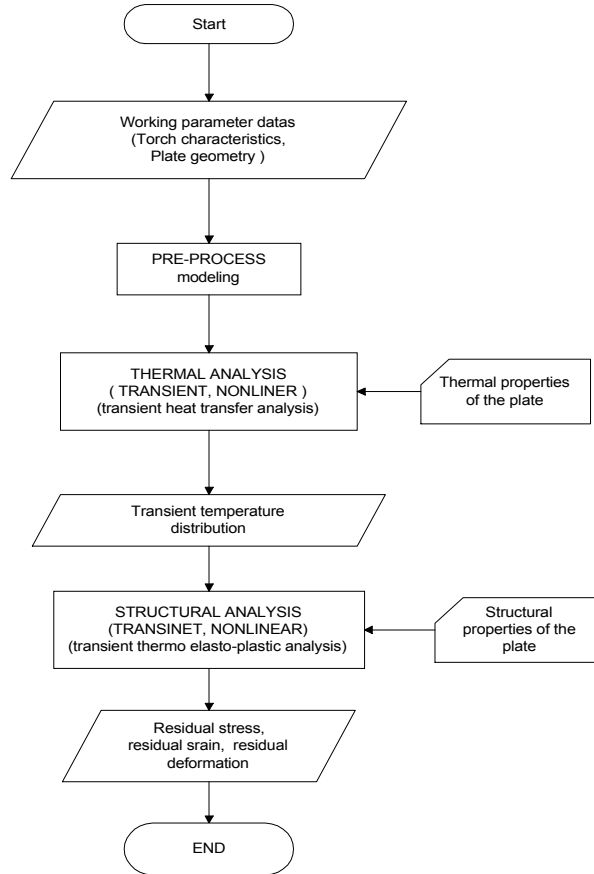 Start
Working parameter datas
(Torch characteristics,
Plate geometry )
PRE-PROCESS
modeling
THERMAL ANALYSIS
( TRANSIENT, NONLINER )
(transient heat transfer analysis)
Thermal properties
of the plate
Transient temperature
distribution
STRUCTURAL ANALYSIS
(TRANSINET, NONLINEAR)
(transient thermo elasto-plastic analysis)
Structural
properties of the
plate
Residual stress,
residual srain, residual
deformation
END